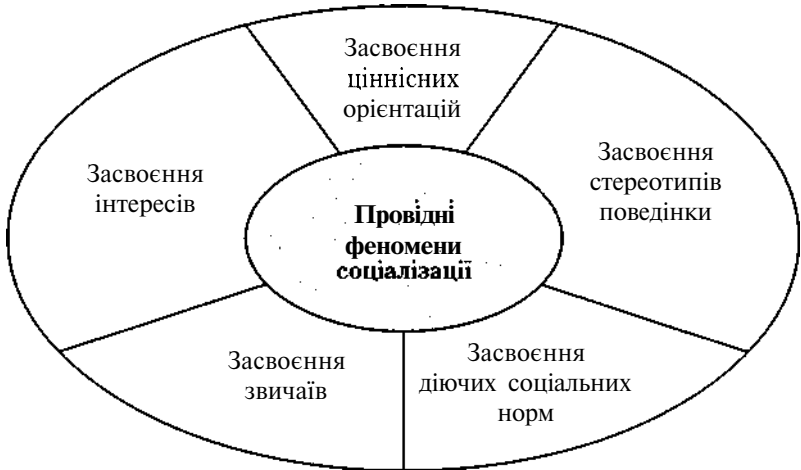 Засвоєння
ціннісних
орієнтацій
Засвоєння
стереотипів
поведінки
Засвоєння
інтересів
Провідні
феномени
соціалізації
Засвоєння
звичаїв
Засвоєння
діючих соціальних
норм